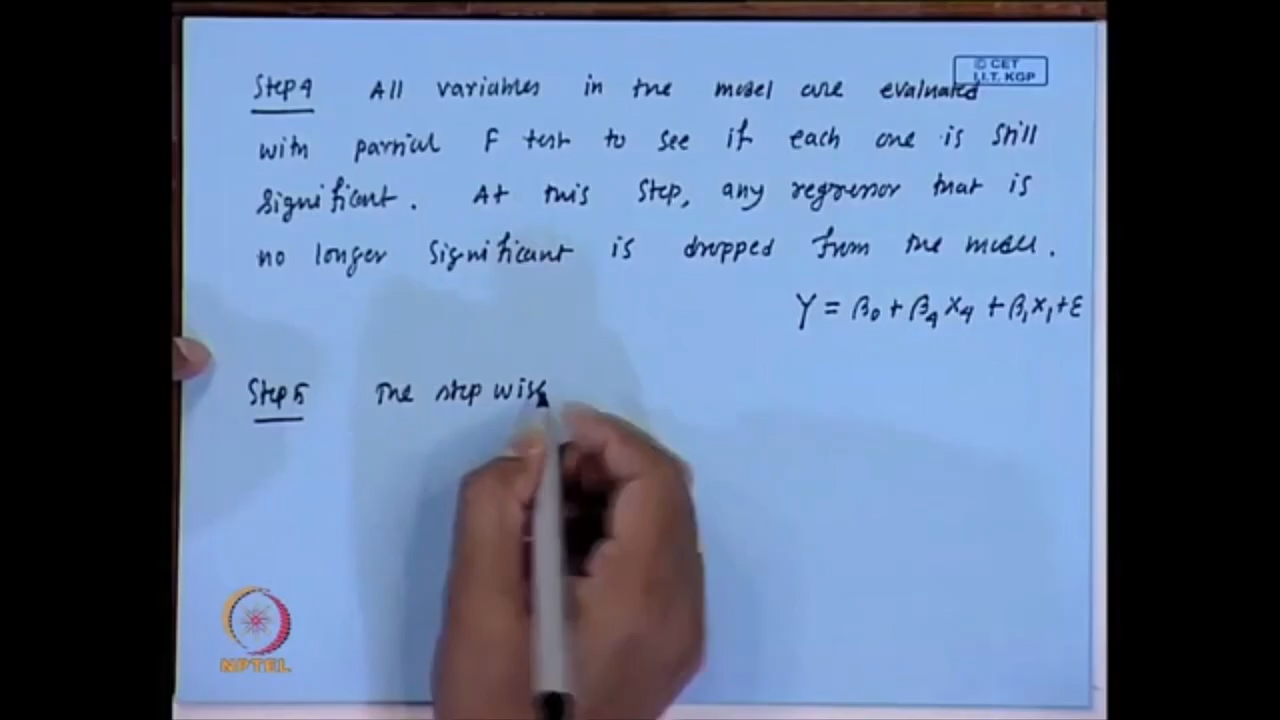 © CET
I.I.T. KGP
Step 4 All variables in the model are evaluated
with partial F test to see if each one is still
significant. At this step, any regressor that is
no longer significant is dropped from the model.
Y = β₀ + β₄ X₄ + β₁ X₁ + ε
Step 5 The step wise
NPTEL